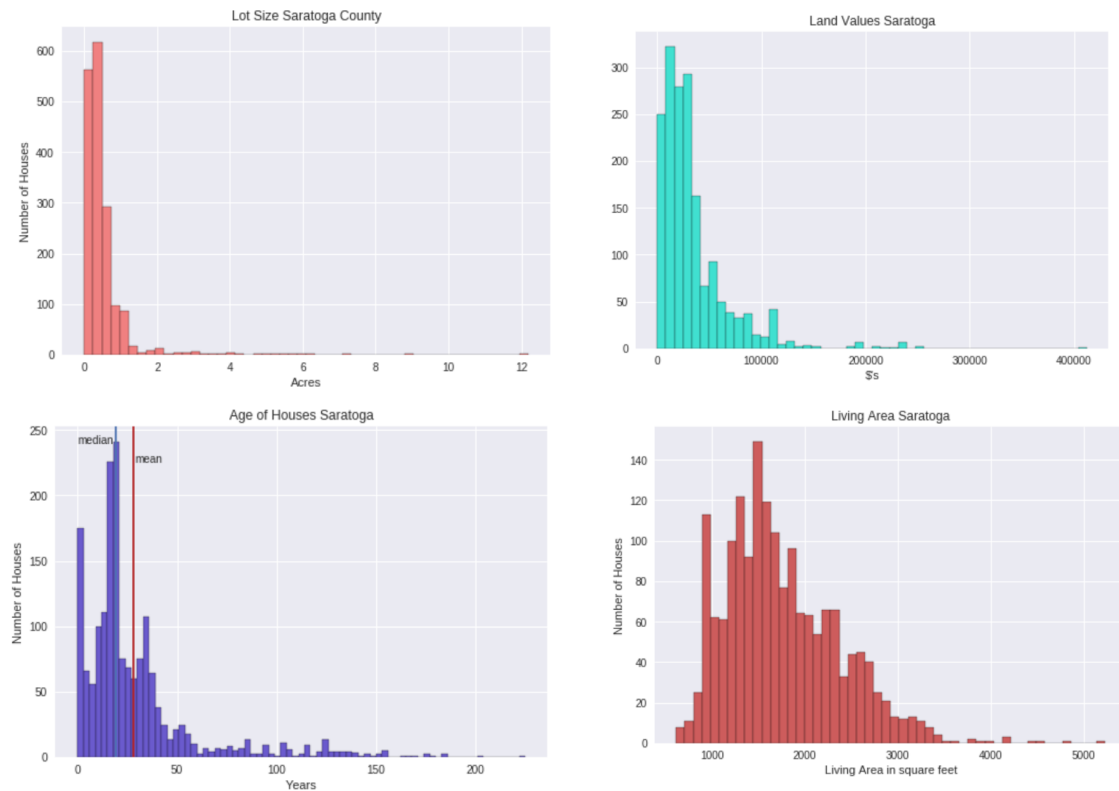 Lot Size Saratoga County
600
500
400
300
200
100
0
Number of Houses
0 2 4 6 8 10 12
Acres
Land Values Saratoga
300
250
200
150
100
50
0
0 100000 200000 300000 400000
$'s
Age of Houses Saratoga
median
mean
250
200
150
100
50
0
Number of Houses
0 50 100 150 200
Years
Living Area Saratoga
140
120
100
80
60
40
20
0
Number of Houses
1000 2000 3000 4000 5000
Living Area in square feet